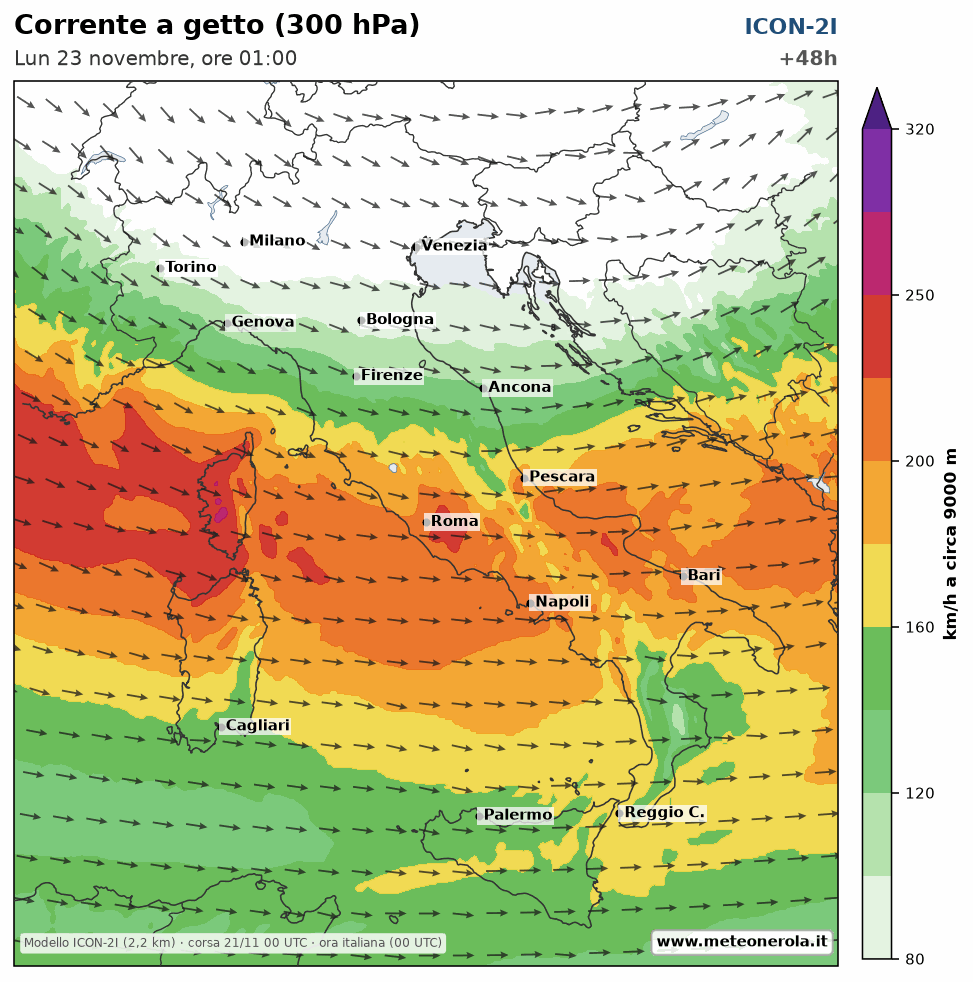 Corrente a getto (300 hPa)
ICON-2I
Lun 23 novembre, ore 01:00
+48h
320
250
200
160
120
80
km/h a circa 9000 m
Milano
Venezia
Torino
Genova
Bologna
Firenze
Ancona
Pescara
Roma
Bari
Napoli
Cagliari
Palermo
Reggio C.
Modello ICON-2I (2,2 km) · corsa 21/11 00 UTC · ora italiana (00 UTC)
www.meteonerola.it